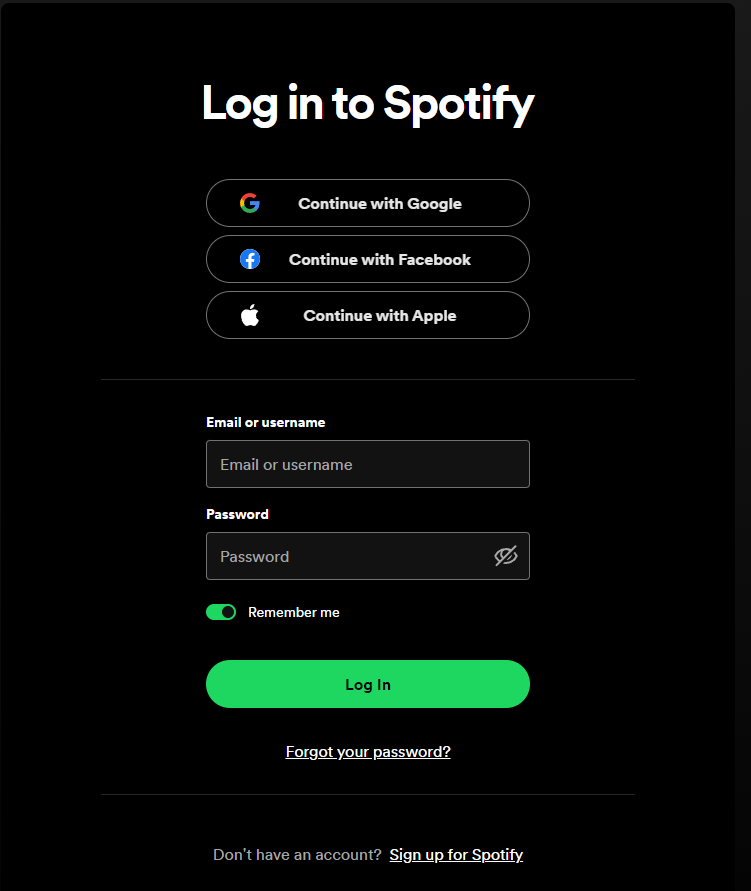 Log in to Spotify
Continue with Google
Continue with Facebook
Continue with Apple
Email or username
Email or username
Password
Password
Remember me
Log In
Forgot your password?
Don't have an account? Sign up for Spotify